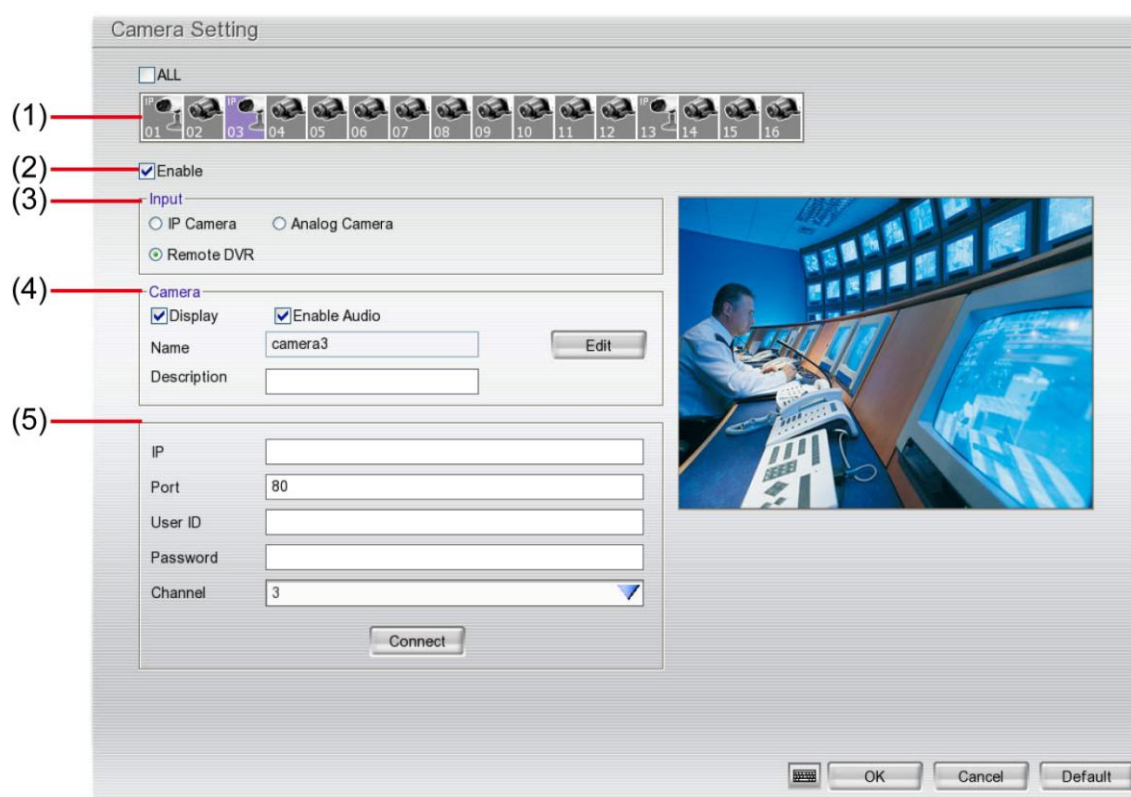 Camera Setting
ALL
(1)
IP 01 02 IP 03 04 05 06 07 08 09 10 11 12 IP 13 14 15 16
(2) Enable
(3) Input
IP Camera Analog Camera
Remote DVR
(4) Camera
Display Enable Audio
Name camera3 Edit
Description
(5)
IP
Port 80
User ID
Password
Channel 3
Connect
OK Cancel Default